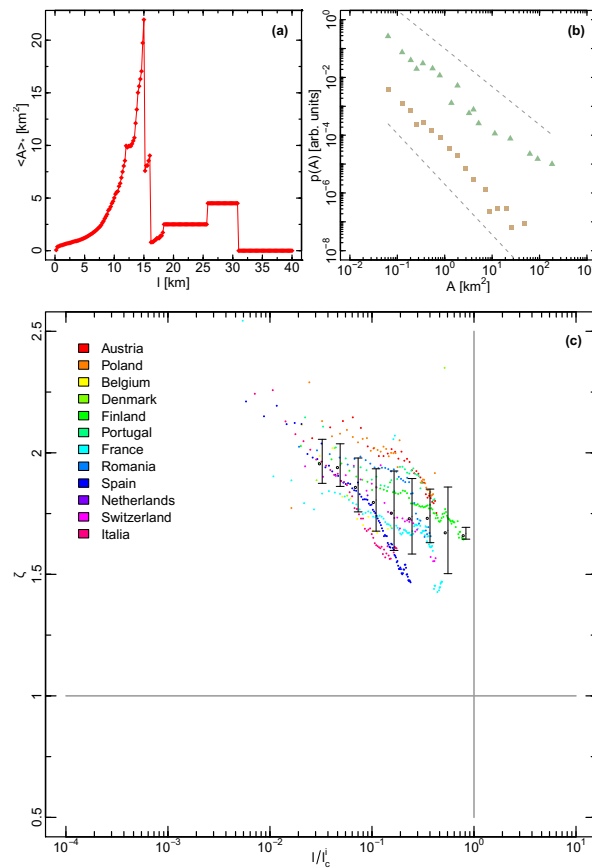 (a)
<A>* [km²]
0 5 10 15 20
0 5 10 15 20 25 30 35 40
l [km]
(b)
p(A) [arb. units]
10⁻⁸ 10⁻⁶ 10⁻⁴ 10⁻² 10⁰
10⁻² 10⁻¹ 10⁰ 10¹ 10² 10³
A [km²]
(c)
ζ
0.5 1 1.5 2 2.5
Austria
Poland
Belgium
Denmark
Finland
Portugal
France
Romania
Spain
Netherlands
Switzerland
Italia
10⁻⁴ 10⁻³ 10⁻² 10⁻¹ 10⁰ 10¹
l/lᵢc